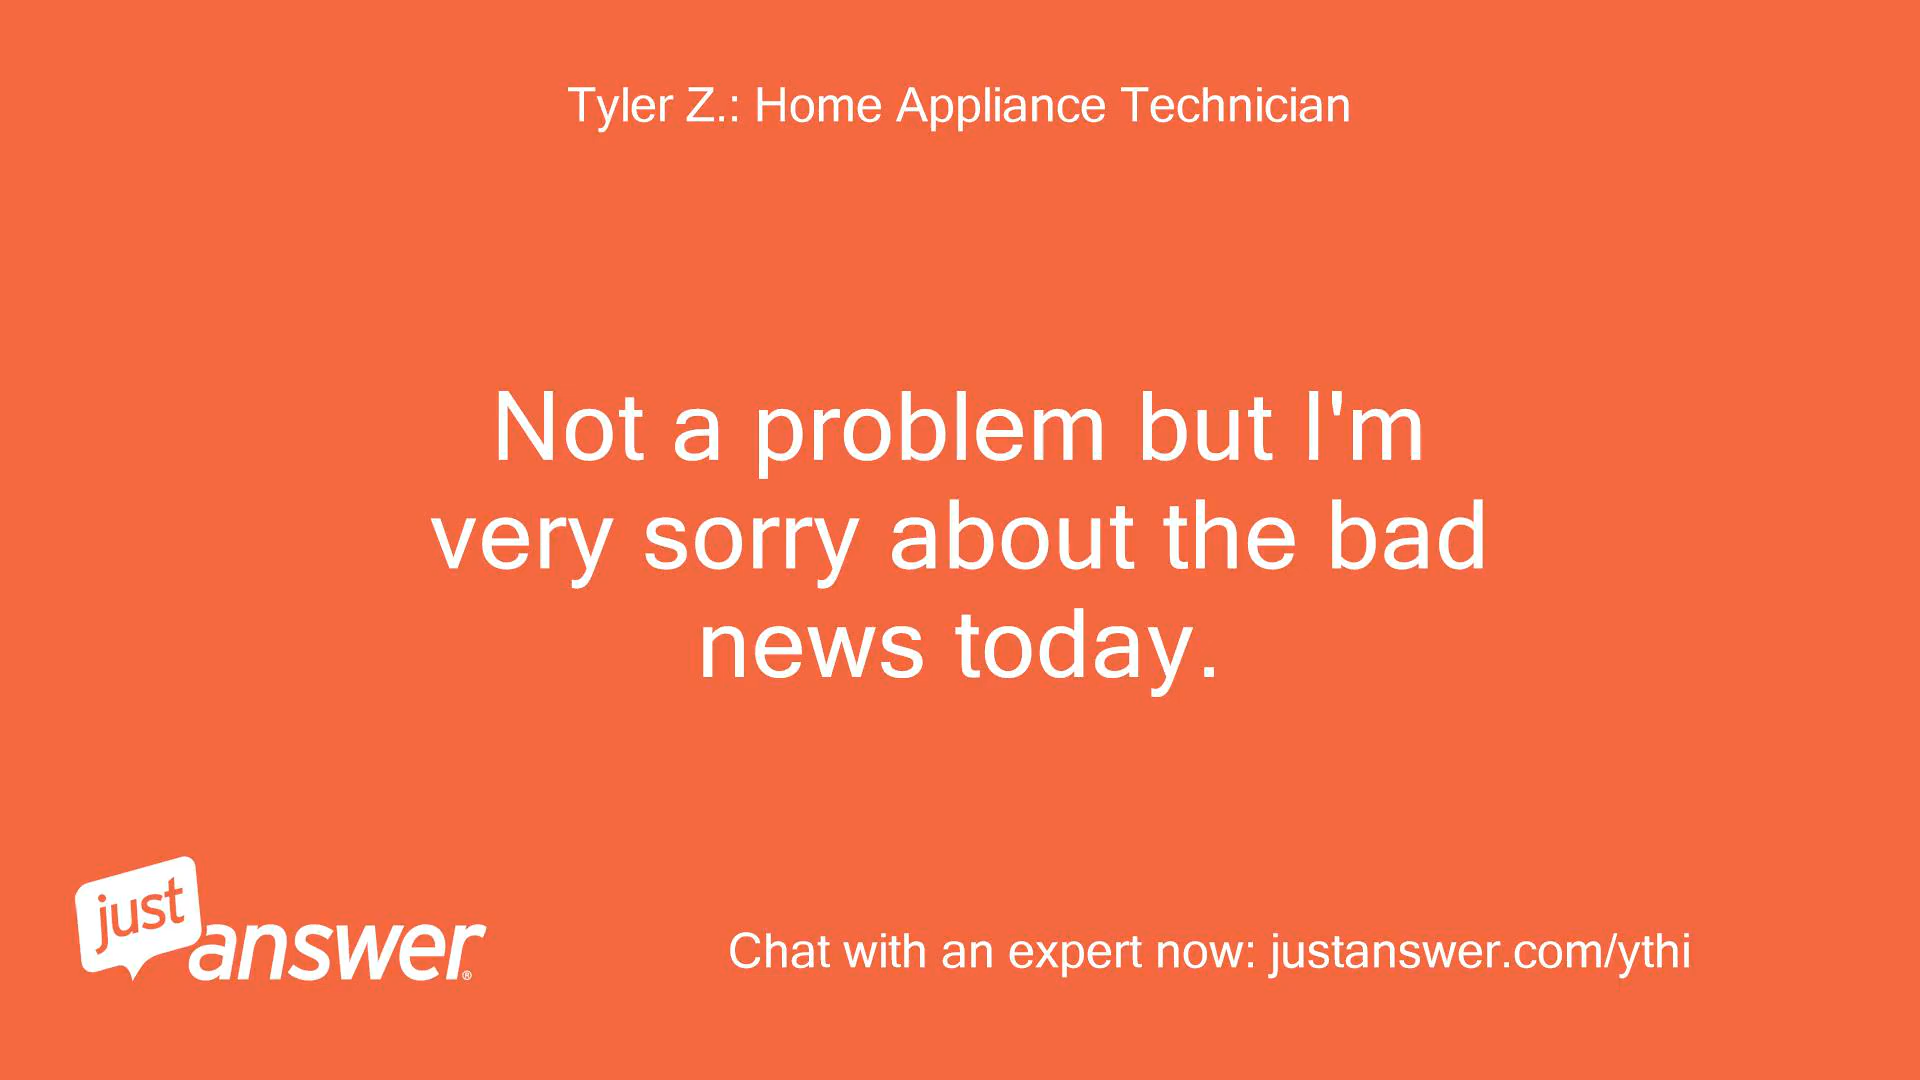 Tyler Z.: Home Appliance Technician
Not a problem but I'm
very sorry about the bad
news today.
just
answer®
Chat with an expert now: justanswer.com/ythi